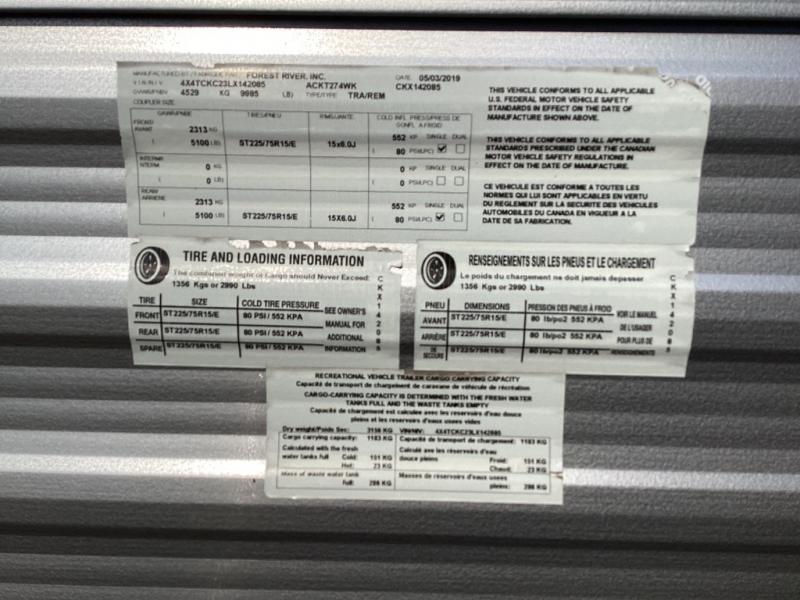 MANUFACTURED BY / FABRIQUE PAR: FOREST RIVER, INC. DATE 05/03/2019
V.I.N./N.I.V. 4X4TCKC23LX142085 ACKT274WK CKX142085
GVWR/PNBV 4529 KG 9985 LB) TYPE/TYPE TRA/REM
COUPLER SIZE
GAWR/PNBE TIRES/PNEU RIMS/JANTE COLD INFL PRESS/PRESS DE GONFL A FROID
FRONT/AVANT 2313 KG 552 KP SINGLE DUAL
( 5100 LB) ST225/75R15/E 15x6.0J ( 80 PSI/LPC)
INTERM/INTERM 0 KG 0 KP SINGLE DUAL
( 0 LB) ( 0 PSI/LPC)
REAR/ARRIERE 2313 KG 552 KP SINGLE DUAL
( 5100 LB) ST225/75R15/E 15X6.0J ( 80 PSI/LPC)
THIS VEHICLE CONFORMS TO ALL APPLICABLE
U.S. FEDERAL MOTOR VEHICLE SAFETY
STANDARDS IN EFFECT ON THE DATE OF
MANUFACTURE SHOWN ABOVE.
THIS VEHICLE CONFORMS TO ALL APPLICABLE
STANDARDS PRESCRIBED UNDER THE CANADIAN
MOTOR VEHICLE SAFETY REGULATIONS IN
EFFECT ON THE DATE OF MANUFACTURE.
CE VEHICULE EST CONFORME A TOUTES LES
NORMES QUI LUI SONT APPLICABLES EN VERTU
DU REGLEMENT SUR LA SECURITE DES VEHICULES
AUTOMOBILES DU CANADA EN VIGUEUR A LA
DATE DE SA FABRICATION.
TIRE AND LOADING INFORMATION
The combined weight of Cargo should Never Exceed:
1356 Kgs or 2990 Lbs
TIRE SIZE COLD TIRE PRESSURE SEE OWNER'S
FRONT ST225/75R15/E 80 PSI / 552 KPA MANUAL FOR
REAR ST225/75R15/E 80 PSI / 552 KPA ADDITIONAL
SPARE ST225/75R15/E 80 PSI / 552 KPA INFORMATION
CKX142085
RENSEIGNEMENTS SUR LES PNEUS ET LE CHARGEMENT
Le poids du chargement ne doit jamais depasser
1356 Kgs or 2990 Lbs
PNEU DIMENSIONS PRESSION DES PNEUS À FROID VOIR LE MANUEL
AVANT ST225/75R15/E 80 lb/po2 552 KPA DE L'USAGER
ARRIÈRE ST225/75R15/E 80 lb/po2 552 KPA POUR PLUS DE
DE SECOURS ST225/75R15/E 80 lb/po2 552 KPA RENSEIGNEMENTS
CKX142085
RECREATIONAL VEHICLE TRAILER CARGO CARRYING CAPACITY
Capacité de transport de chargement de caravane de véhicule de récréation
CARGO-CARRYING CAPACITY IS DETERMINED WITH THE FRESH WATER
TANKS FULL AND THE WASTE TANKS EMPTY
Capacité de chargement est calculée avec les reservoirs d'eau douce
pleins et reservoirs d'eaux usees vides
Dry weight/Poids Sec: 3156 KG VIN/NIV: 4X4TCKC23LX142085
Cargo carrying capacity: 1183 KG Capacité de transport de chargement: 1183 KG
Calculated with the fresh Calculé avec les réservoirs d'eau
water tanks full Cold: 151 KG douce pleins Froid: 151 KG
Hot: 23 KG Chaud: 23 KG
Mass of waste water tank Masses de réservoirs d'eaux usees
Full: 286 KG pleins: 286 KG